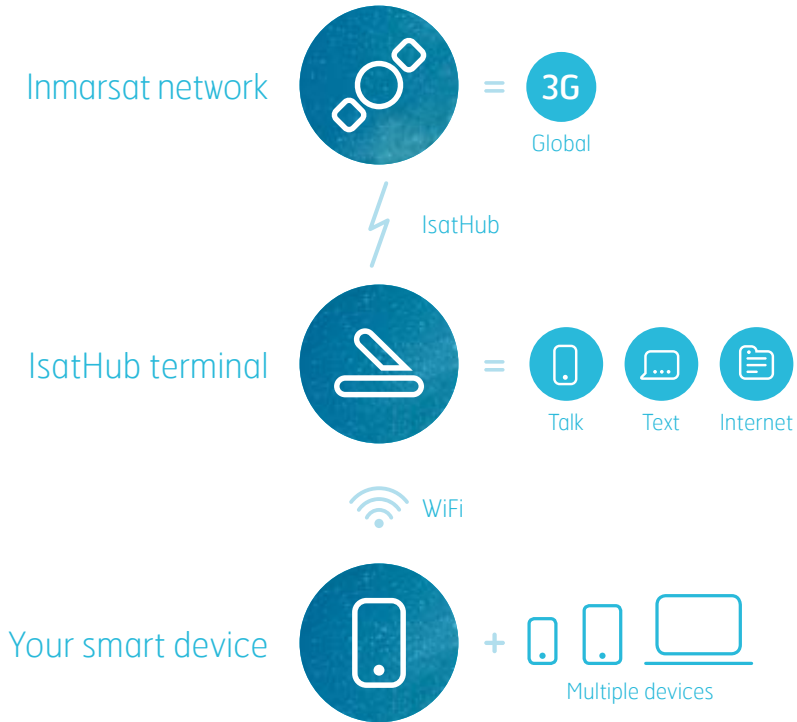 Inmarsat network
=
3G
Global
IsatHub
IsatHub terminal
=
Talk
Text
Internet
WiFi
Your smart device
+
Multiple devices